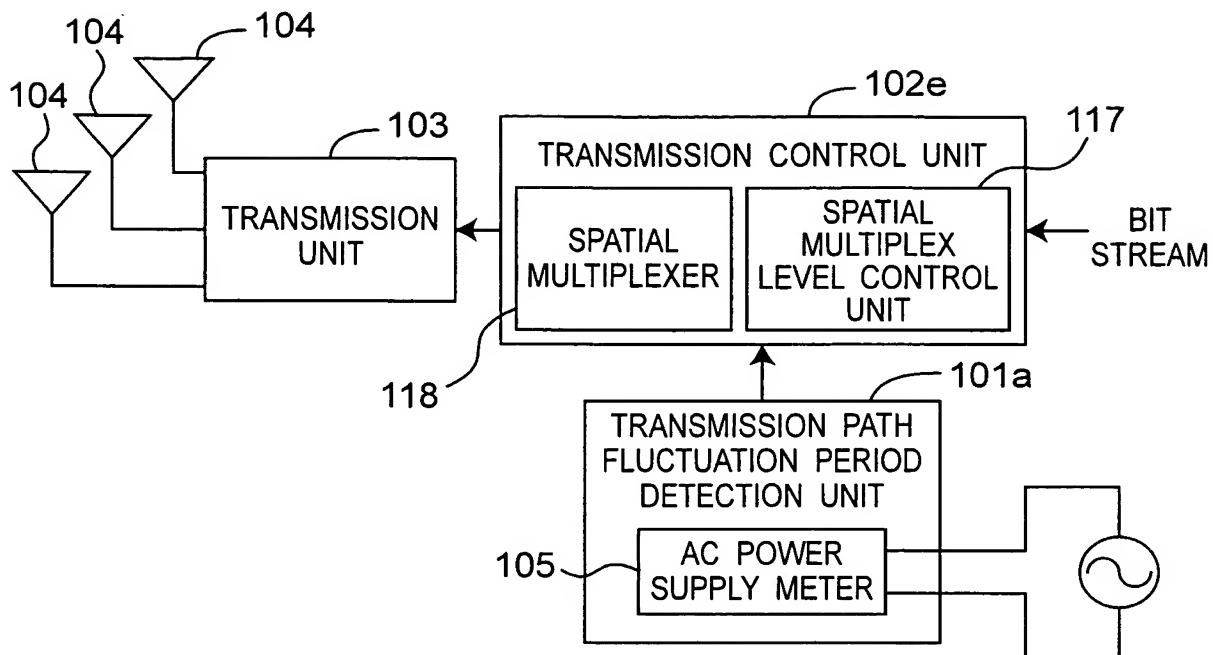 104
104
104
103
TRANSMISSION
UNIT
102e
TRANSMISSION CONTROL UNIT
117
SPATIAL
MULTIPLEXER
118
SPATIAL
MULTIPLEX
LEVEL CONTROL
UNIT
BIT
STREAM
101a
TRANSMISSION PATH
FLUCTUATION PERIOD
DETECTION UNIT
105
AC POWER
SUPPLY METER